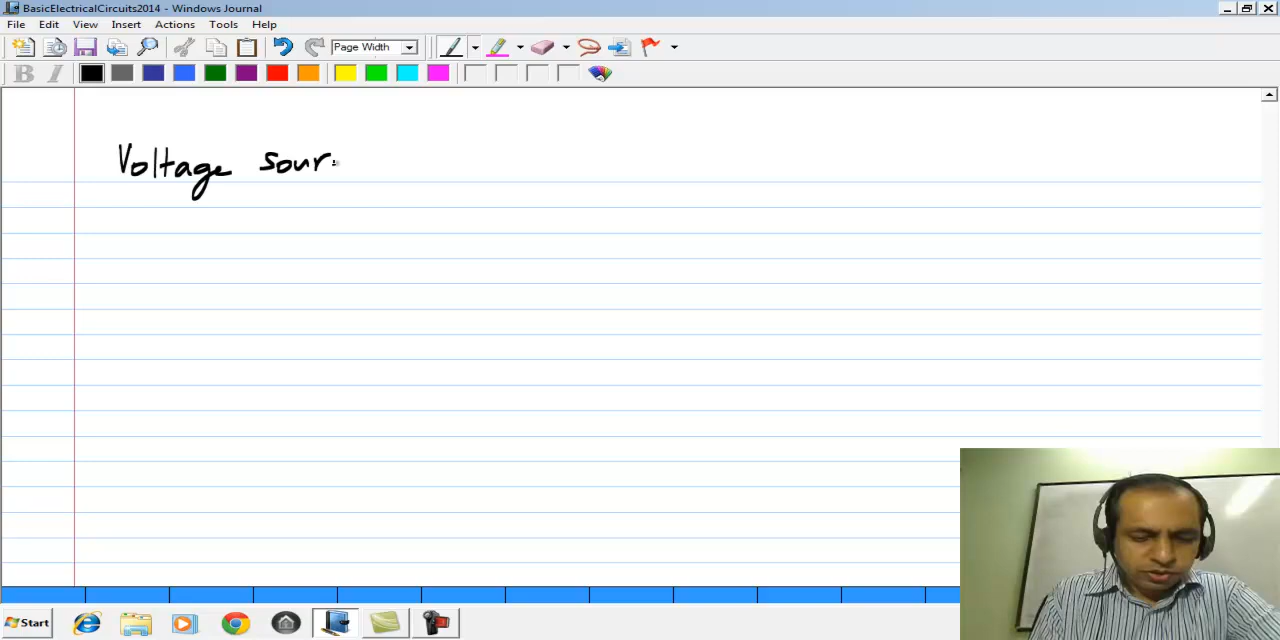 BasicElectricalCircuits2014 - Windows Journal
File Edit View Insert Actions Tools Help
Page Width
B I
Voltage sour
Start